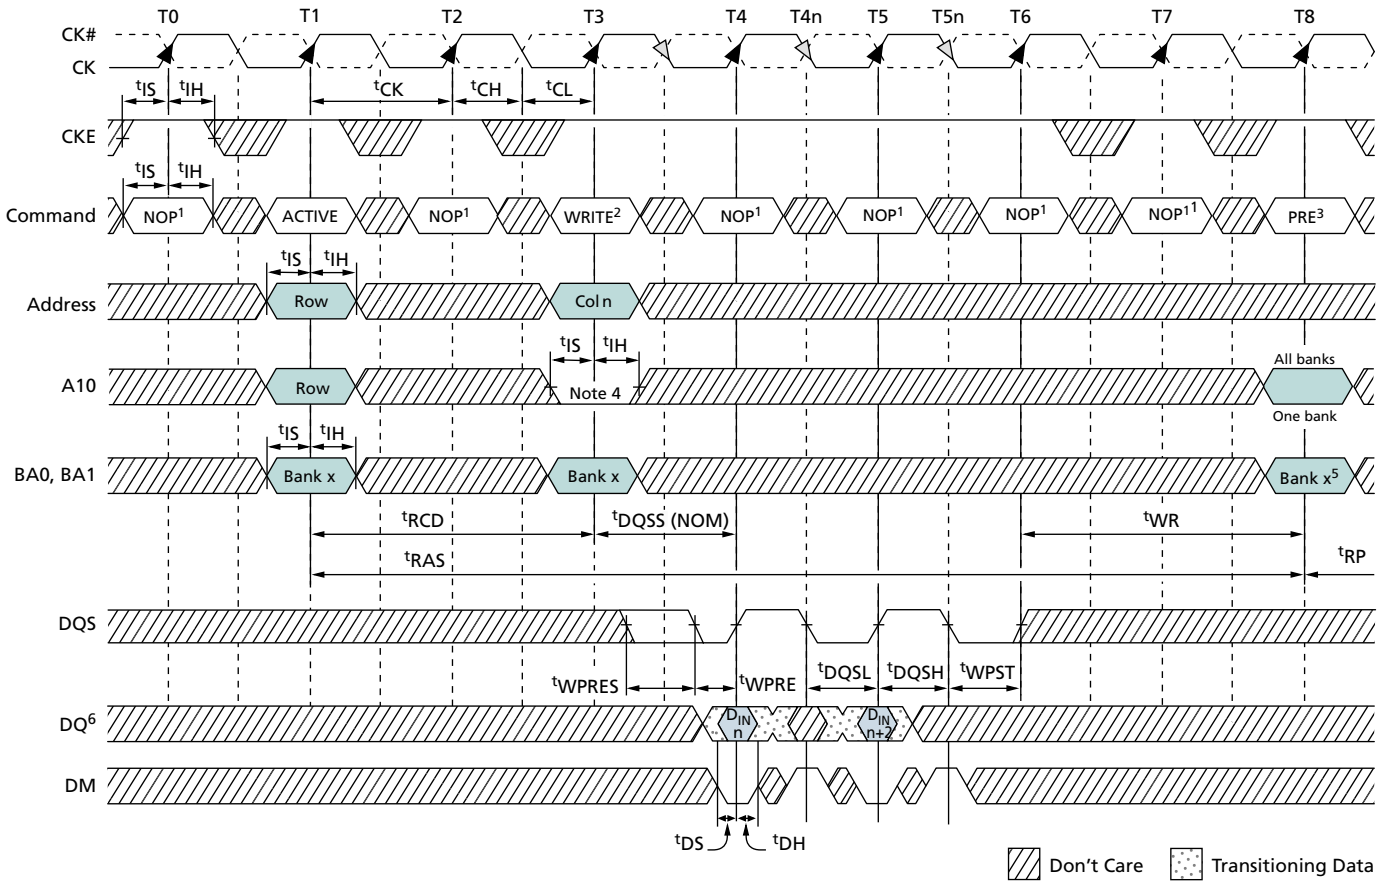 T0 T1 T2 T3 T4 T4n T5 T5n T6 T7 T8
CK#
CK
tIS tIH tCK tCH tCL
CKE
tIS tIH
Command NOP1 ACTIVE NOP1 WRITE2 NOP1 NOP1 NOP1 NOP11 PRE3
tIS tIH
Address Row Col n
tIS tIH
All banks
A10 Row Note 4
One bank
tIS tIH
BA0, BA1 Bank x Bank x Bank x5
tRCD tDQSS (NOM) tWR
tRAS tRP
DQS
tWPRES tWPRE tDQSL tDQSH tWPST
DQ6 DIN n DIN n+2
DM
tDS tDH
Don't Care Transitioning Data